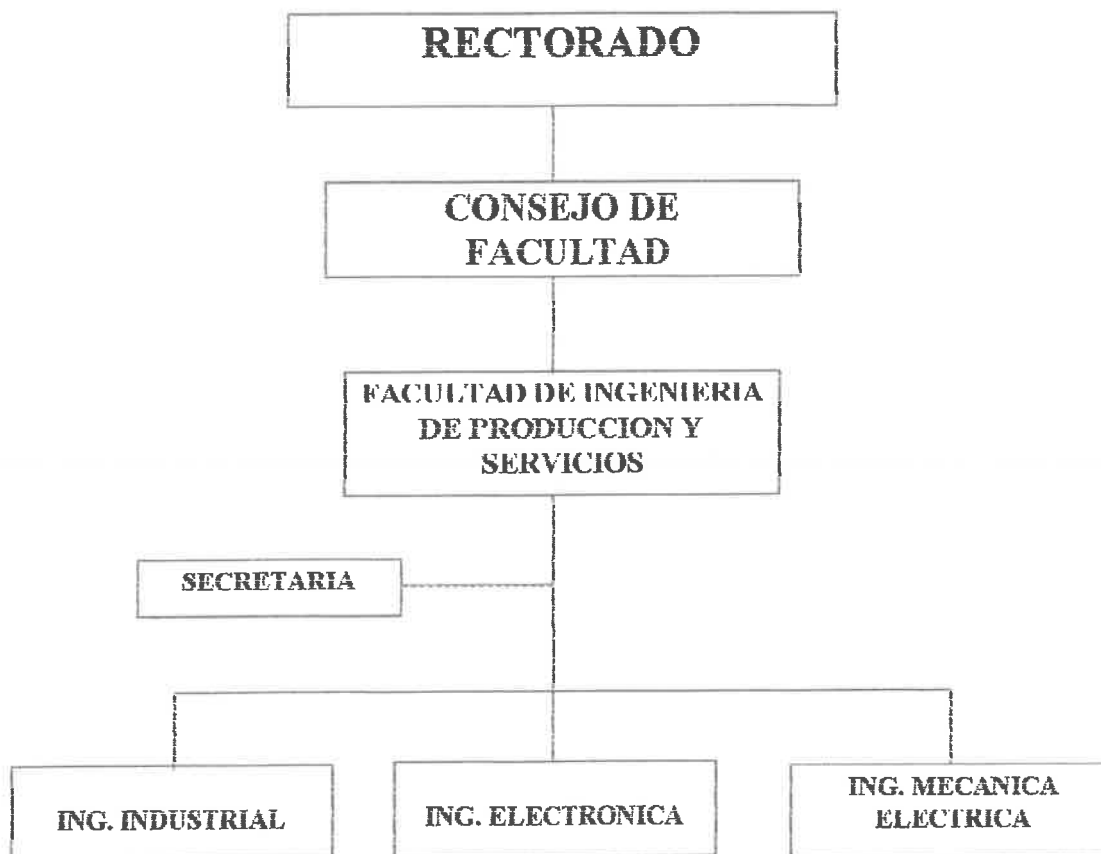 RECTORADO
CONSEJO DE
FACULTAD
FACULTAD DE INGENIERIA
DE PRODUCCION Y
SERVICIOS
SECRETARIA
ING. INDUSTRIAL
ING. ELECTRONICA
ING. MECANICA
ELECTRICA